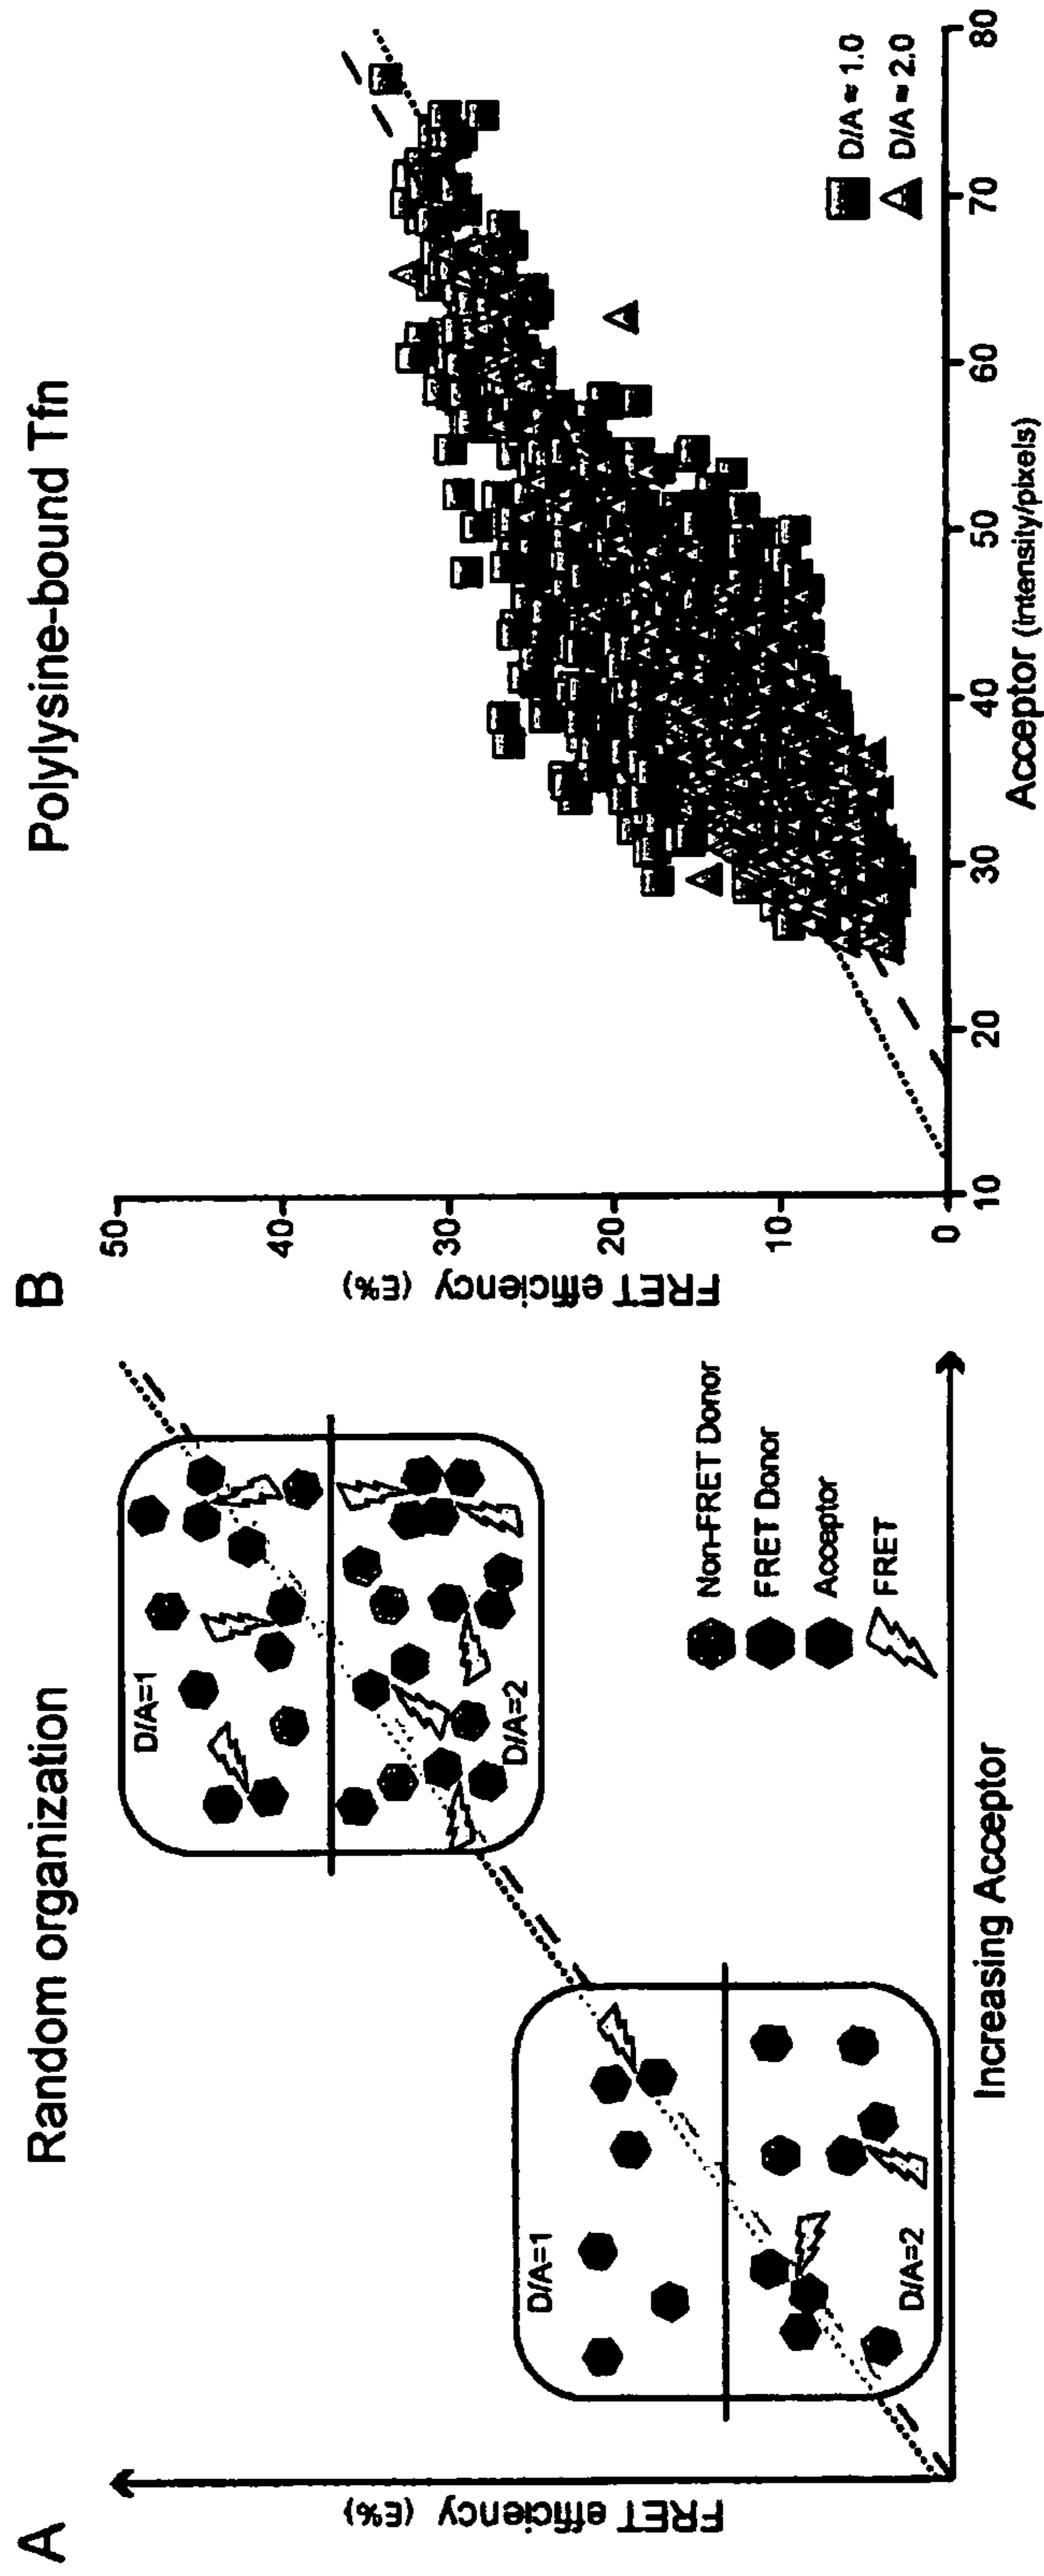 A
Random organization
FRET efficiency (E%)
D/A=1
D/A=2
D/A=1
D/A=2
Non-FRET Donor
FRET Donor
Acceptor
FRET
Increasing Acceptor
B
Polylysine-bound Tfn
FRET efficiency (E%)
50
40
30
20
10
0
10 20 30 40 50 60 70 80
D/A ≈ 1.0
D/A ≈ 2.0
Acceptor (intensity/pixels)